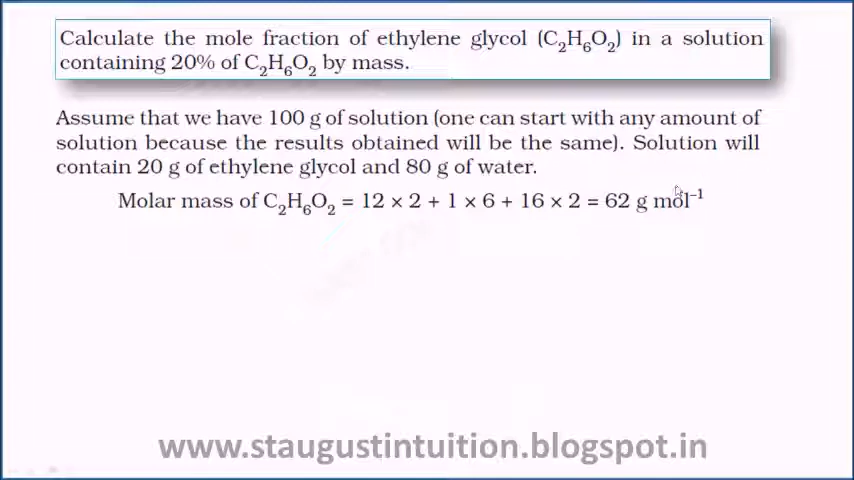 Calculate the mole fraction of ethylene glycol (C₂H₆O₂) in a solution
containing 20% of C₂H₆O₂ by mass.
Assume that we have 100 g of solution (one can start with any amount of
solution because the results obtained will be the same). Solution will
contain 20 g of ethylene glycol and 80 g of water.
Molar mass of C₂H₆O₂ = 12 × 2 + 1 × 6 + 16 × 2 = 62 g mol⁻¹
www.staugustintuition.blogspot.in